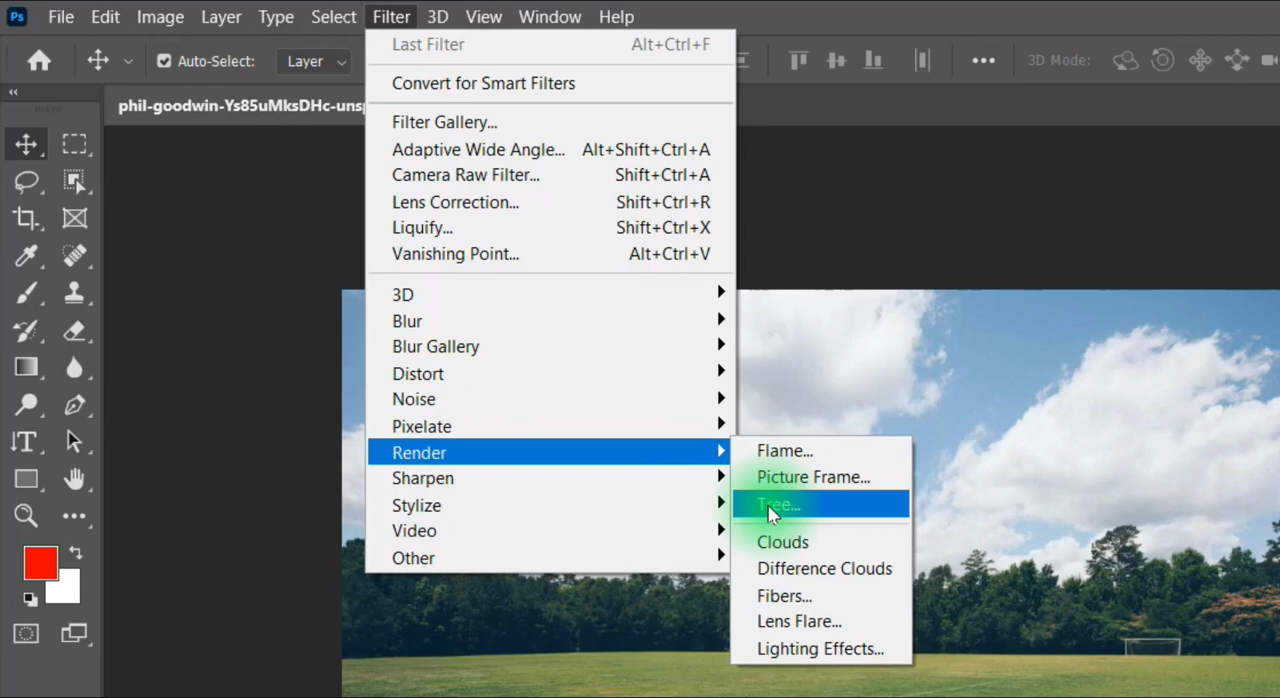 Ps File Edit Image Layer Type Select Filter 3D View Window Help
Auto-Select: Layer
3D Mode:
phil-goodwin-Ys85uMksDHc-unsp
Last Filter Alt+Ctrl+F
Convert for Smart Filters
Filter Gallery...
Adaptive Wide Angle... Alt+Shift+Ctrl+A
Camera Raw Filter... Shift+Ctrl+A
Lens Correction... Shift+Ctrl+R
Liquify... Shift+Ctrl+X
Vanishing Point... Alt+Ctrl+V
3D
Blur
Blur Gallery
Distort
Noise
Pixelate
Render
Sharpen
Stylize
Video
Other
Flame...
Picture Frame...
Tree...
Clouds
Difference Clouds
Fibers...
Lens Flare...
Lighting Effects...